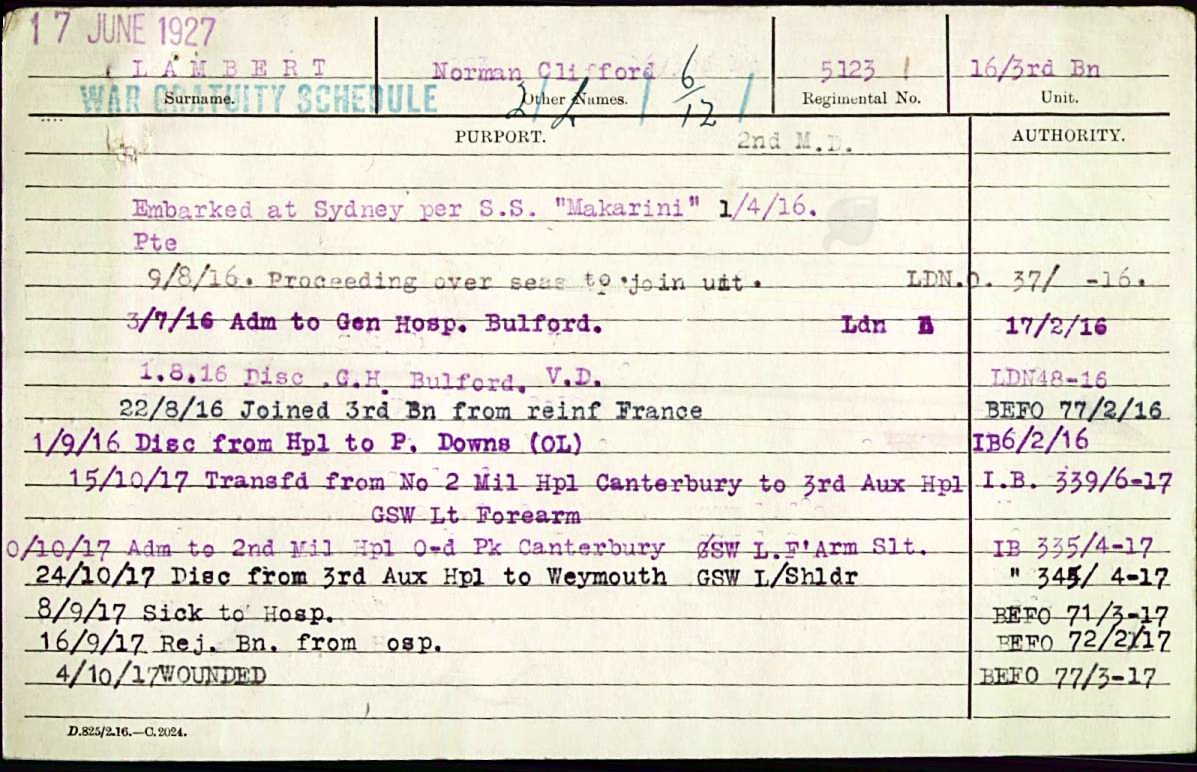 17 JUNE 1927
LAMBERT Norman Clifford 6/12 5123 16/3rd Bn
WAR GRATUITY SCHEDULE
Surname. Other Names. Regimental No. Unit.
PURPORT. 2nd M.D. AUTHORITY.
Embarked at Sydney per S.S. "Makarini" 1/4/16.
Pte
9/8/16. Proceeding over seas to join uit. LDN.O. 37/ -16.
3/7/16 Adm to Gen Hosp. Bulford. Ldn 17/2/16
1.8.16 Disc .G.H. Bulford. V.D. LDN48-16
22/8/16 Joined 3rd Bn from reinf France BEFO 77/2/16
1/9/16 Disc from Hpl to P. Downs (OL) IB6/2/16
15/10/17 Transfd from No 2 Mil Hpl Canterbury to 3rd Aux Hpl I.B. 339/6-17
GSW Lt Forearm
0/10/17 Adm to 2nd Mil Hpl O-d Pk Canterbury GSW L.F'Arm Slt. IB 335/4-17
24/10/17 Disc from 3rd Aux Hpl to Weymouth GSW L/Shldr " 345/ 4-17
8/9/17 Sick to Hosp. BEFO 71/3-17
16/9/17 Rej. Bn. from osp. BEFO 72/2/17
4/10/17WOUNDED BEFO 77/3-17
D.825/2.16.—C.2024.